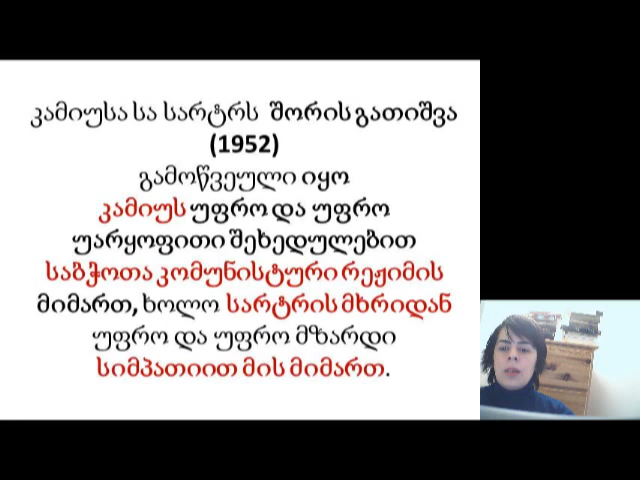 კამიუსა სა სარტრს შორის გათიშვა
(1952)
გამოწვეული იყო
კამიუს უფრო და უფრო
უარყოფითი შეხედულებით
საბჭოთა კომუნისტური რეჟიმის
მიმართ, ხოლო სარტრის მხრიდან
უფრო და უფრო მზარდი
სიმპათიით მის მიმართ.